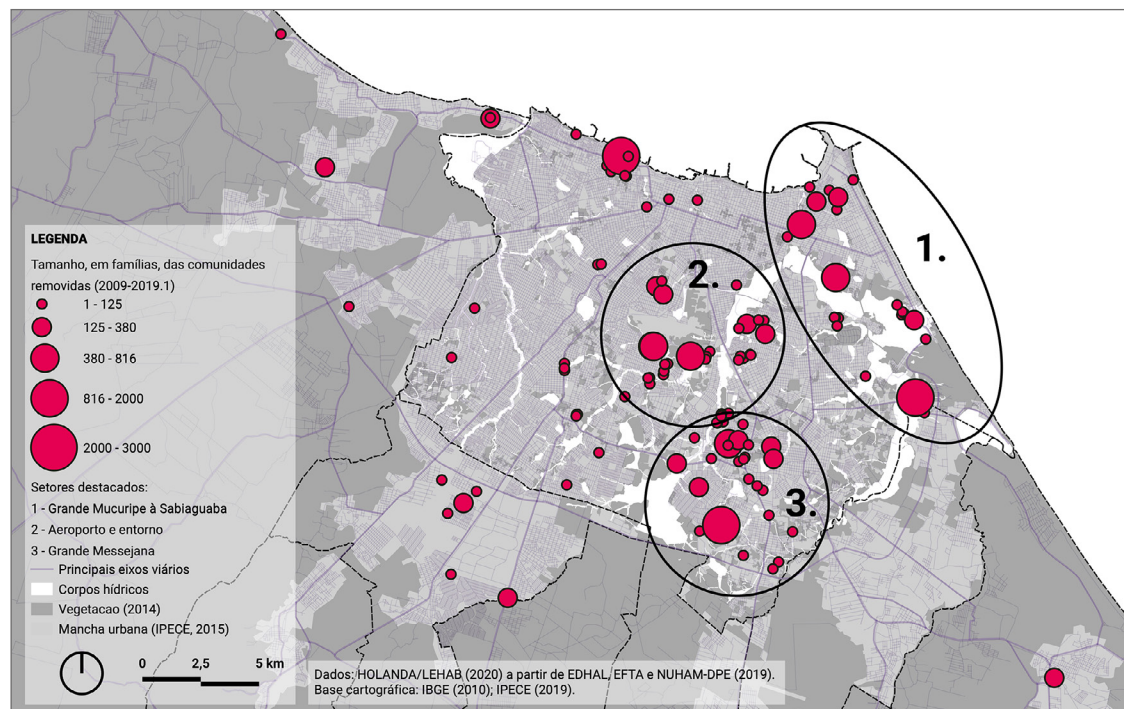 1.
2.
3.
LEGENDA
Tamanho, em famílias, das comunidades
removidas (2009-2019.1)
1 - 125
125 - 380
380 - 816
816 - 2000
2000 - 3000
Setores destacados:
1 - Grande Mucuripe à Sabiaguaba
2 - Aeroporto e entorno
3 - Grande Messejana
Principais eixos viários
Corpos hídricos
Vegetacao (2014)
Mancha urbana (IPECE, 2015)
0 2,5 5 km
Dados: HOLANDA/LEHAB (2020) a partir de EDHAL, EFTA e NUHAM-DPE (2019).
Base cartográfica: IBGE (2010); IPECE (2019).